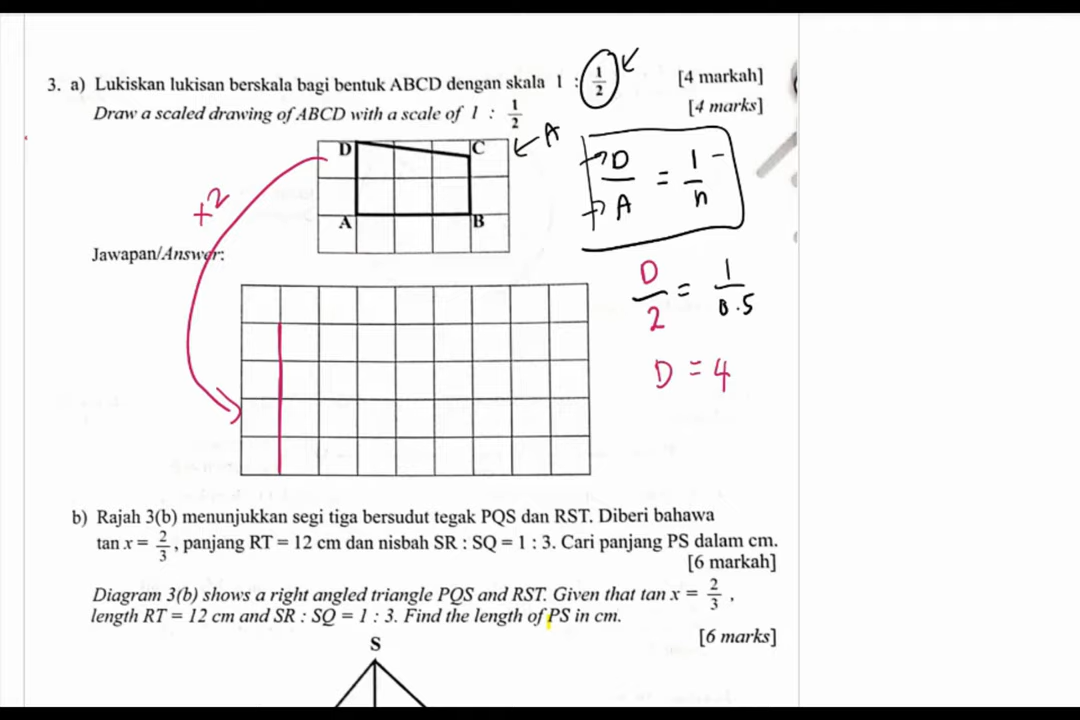 3. a) Lukiskan lukisan berskala bagi bentuk ABCD dengan skala 1 : 1/2 [4 markah]
Draw a scaled drawing of ABCD with a scale of 1 : 1/2 [4 marks]
D C
A B
A
D/A = 1/n
×2
Jawapan/Answer:
D/2 = 1/0.5
D = 4
b) Rajah 3(b) menunjukkan segi tiga bersudut tegak PQS dan RST. Diberi bahawa
tan x = 2/3, panjang RT = 12 cm dan nisbah SR : SQ = 1 : 3. Cari panjang PS dalam cm.
[6 markah]
Diagram 3(b) shows a right angled triangle PQS and RST. Given that tan x = 2/3,
length RT = 12 cm and SR : SQ = 1 : 3. Find the length of PS in cm.
[6 marks]
S